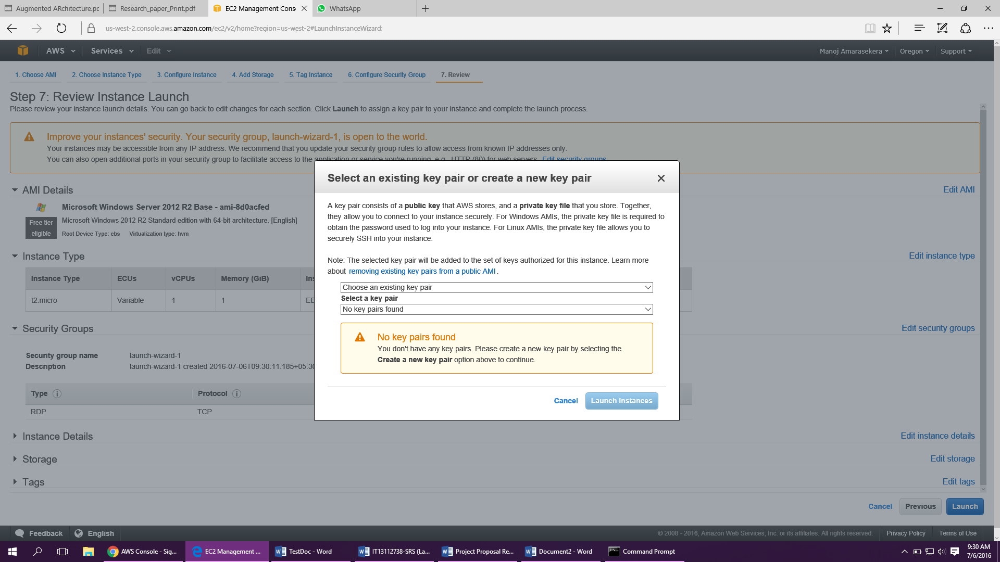 Augmented ARchitecture.pc
Research_paper_Print.pdf
EC2 Management Cons
WhatsApp
us-west-2.console.aws.amazon.com/ec2/v2/home?region=us-west-2#LaunchInstanceWizard:
AWS
Services
Edit
Manoj Amarasekera
Oregon
Support
1. Choose AMI
2. Choose Instance Type
3. Configure Instance
4. Add Storage
5. Tag Instance
6. Configure Security Group
7. Review
Step 7: Review Instance Launch
Please review your instance launch details. You can go back to edit changes for each section. Click Launch to assign a key pair to your instance and complete the launch process.
Improve your instances' security. Your security group, launch-wizard-1, is open to the world.
Your instances may be accessible from any IP address. We recommend that you update your security group rules to allow access from known IP addresses only.
You can also open additional ports in your security group to facilitate access to the application or service you're running, e.g., HTTP (80) for web servers. Edit security groups
AMI Details
Edit AMI
Microsoft Windows Server 2012 R2 Base - ami-8d0acfed
Free tier
eligible
Microsoft Windows 2012 R2 Standard edition with 64-bit architecture. [English]
Root Device Type: ebs Virtualization type: hvm
Instance Type
Edit instance type
Instance Type ECUs vCPUs Memory (GiB) Ins
t2.micro Variable 1 1 EE
Security Groups
Edit security groups
Security group name launch-wizard-1
Description launch-wizard-1 created 2016-07-06T09:30:11.185+05:30
Type Protocol
RDP TCP
Instance Details
Edit instance details
Storage
Edit storage
Tags
Edit tags
Select an existing key pair or create a new key pair
A key pair consists of a public key that AWS stores, and a private key file that you store. Together,
they allow you to connect to your instance securely. For Windows AMIs, the private key file is required to
obtain the password used to log into your instance. For Linux AMIs, the private key file allows you to
securely SSH into your instance.
Note: The selected key pair will be added to the set of keys authorized for this instance. Learn more
about removing existing key pairs from a public AMI.
Choose an existing key pair
Select a key pair
No key pairs found
No key pairs found
You don't have any key pairs. Please create a new key pair by selecting the
Create a new key pair option above to continue.
Cancel
Launch Instances
Cancel
Previous
Launch
Feedback
English
© 2008 - 2016, Amazon Web Services, Inc. or its affiliates. All rights reserved.
Privacy Policy
Terms of Use
AWS Console - Sig...
EC2 Management ...
TestDoc - Word
IT13112738-SRS (La...
Project Proposal Re...
Document2 - Word
Command Prompt
9:30 AM
7/6/2016